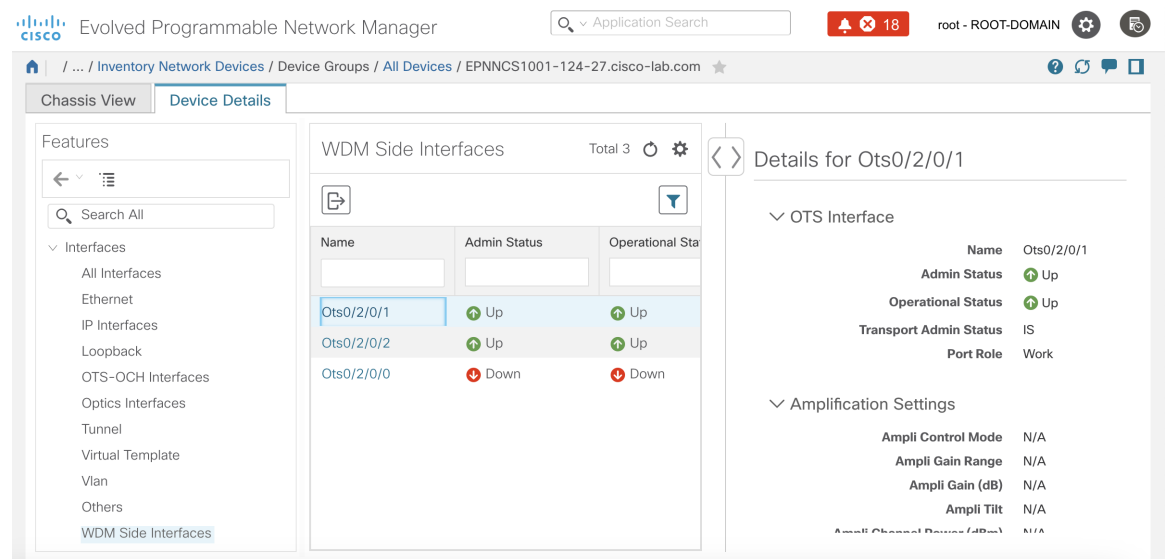 cisco Evolved Programmable Network Manager
Application Search
18
root - ROOT-DOMAIN
/ ... / Inventory Network Devices / Device Groups / All Devices / EPNNCS1001-124-27.cisco-lab.com
Chassis View
Device Details
Features
Search All
Interfaces
All Interfaces
Ethernet
IP Interfaces
Loopback
OTS-OCH Interfaces
Optics Interfaces
Tunnel
Virtual Template
Vlan
Others
WDM Side Interfaces
WDM Side Interfaces
Total 3
Name Admin Status Operational Sta
Ots0/2/0/1 Up Up
Ots0/2/0/2 Up Up
Ots0/2/0/0 Down Down
Details for Ots0/2/0/1
OTS Interface
Name Ots0/2/0/1
Admin Status Up
Operational Status Up
Transport Admin Status IS
Port Role Work
Amplification Settings
Ampli Control Mode N/A
Ampli Gain Range N/A
Ampli Gain (dB) N/A
Ampli Tilt N/A
Ampli Channel Power (dBm) N/A